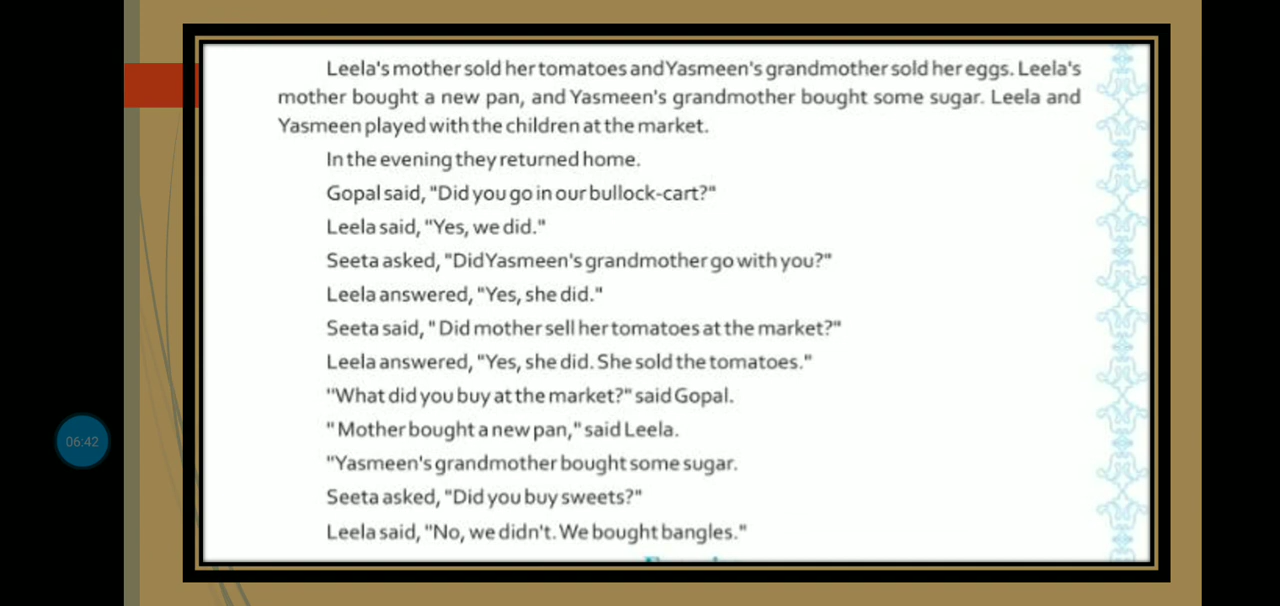 Leela's mother sold her tomatoes and Yasmeen's grandmother sold her eggs. Leela's
mother bought a new pan, and Yasmeen's grandmother bought some sugar. Leela and
Yasmeen played with the children at the market.
In the evening they returned home.
Gopal said, "Did you go in our bullock-cart?"
Leela said, "Yes, we did."
Seeta asked, "Did Yasmeen's grandmother go with you?"
Leela answered, "Yes, she did."
Seeta said, " Did mother sell her tomatoes at the market?"
Leela answered, "Yes, she did. She sold the tomatoes."
"What did you buy at the market?" said Gopal.
" Mother bought a new pan," said Leela.
"Yasmeen's grandmother bought some sugar.
Seeta asked, "Did you buy sweets?"
06:42
Leela said, "No, we didn't. We bought bangles."